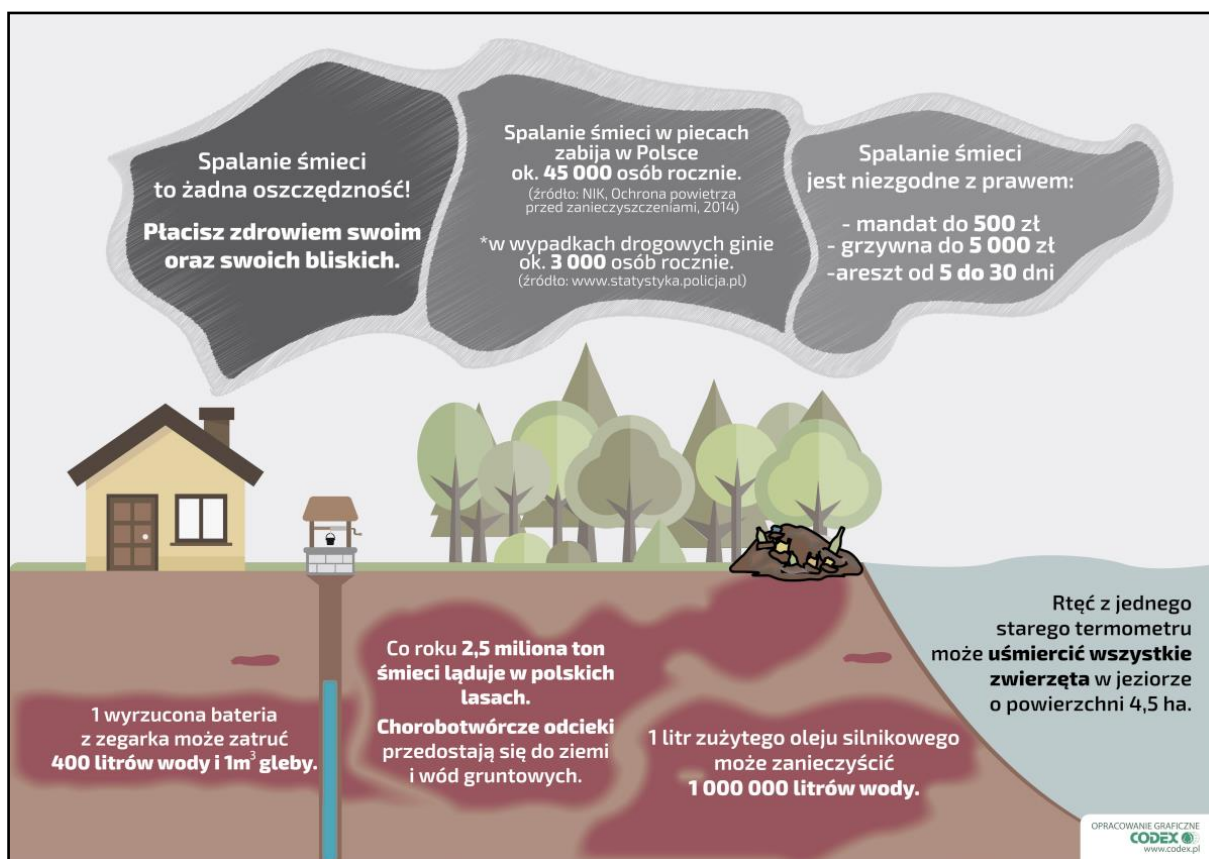 Spalanie śmieci
to żadna oszczędność!
Płacisz zdrowiem swoim
oraz swoich bliskich.
Spalanie śmieci w piecach
zabija w Polsce
ok. 45 000 osób rocznie.
(źródło: NIK, Ochrona powietrza
przed zanieczyszczeniami, 2014)
*w wypadkach drogowych ginie
ok. 3 000 osób rocznie.
(źródło: www.statystyka.policja.pl)
Spalanie śmieci
jest niezgodne z prawem:
- mandat do 500 zł
- grzywna do 5 000 zł
-areszt od 5 do 30 dni
1 wyrzucona bateria
z zegarka może zatruć
400 litrów wody i 1m³ gleby.
Co roku 2,5 miliona ton
śmieci ląduje w polskich
lasach.
Chorobotwórcze odcieki
przedostają się do ziemi
i wód gruntowych.
1 litr zużytego oleju silnikowego
może zanieczyścić
1 000 000 litrów wody.
Rtęć z jednego
starego termometru
może uśmiercić wszystkie
zwierzęta w jeziorze
o powierzchni 4,5 ha.
OPRACOWANIE GRAFICZNE
CODEX
www.codex.pl